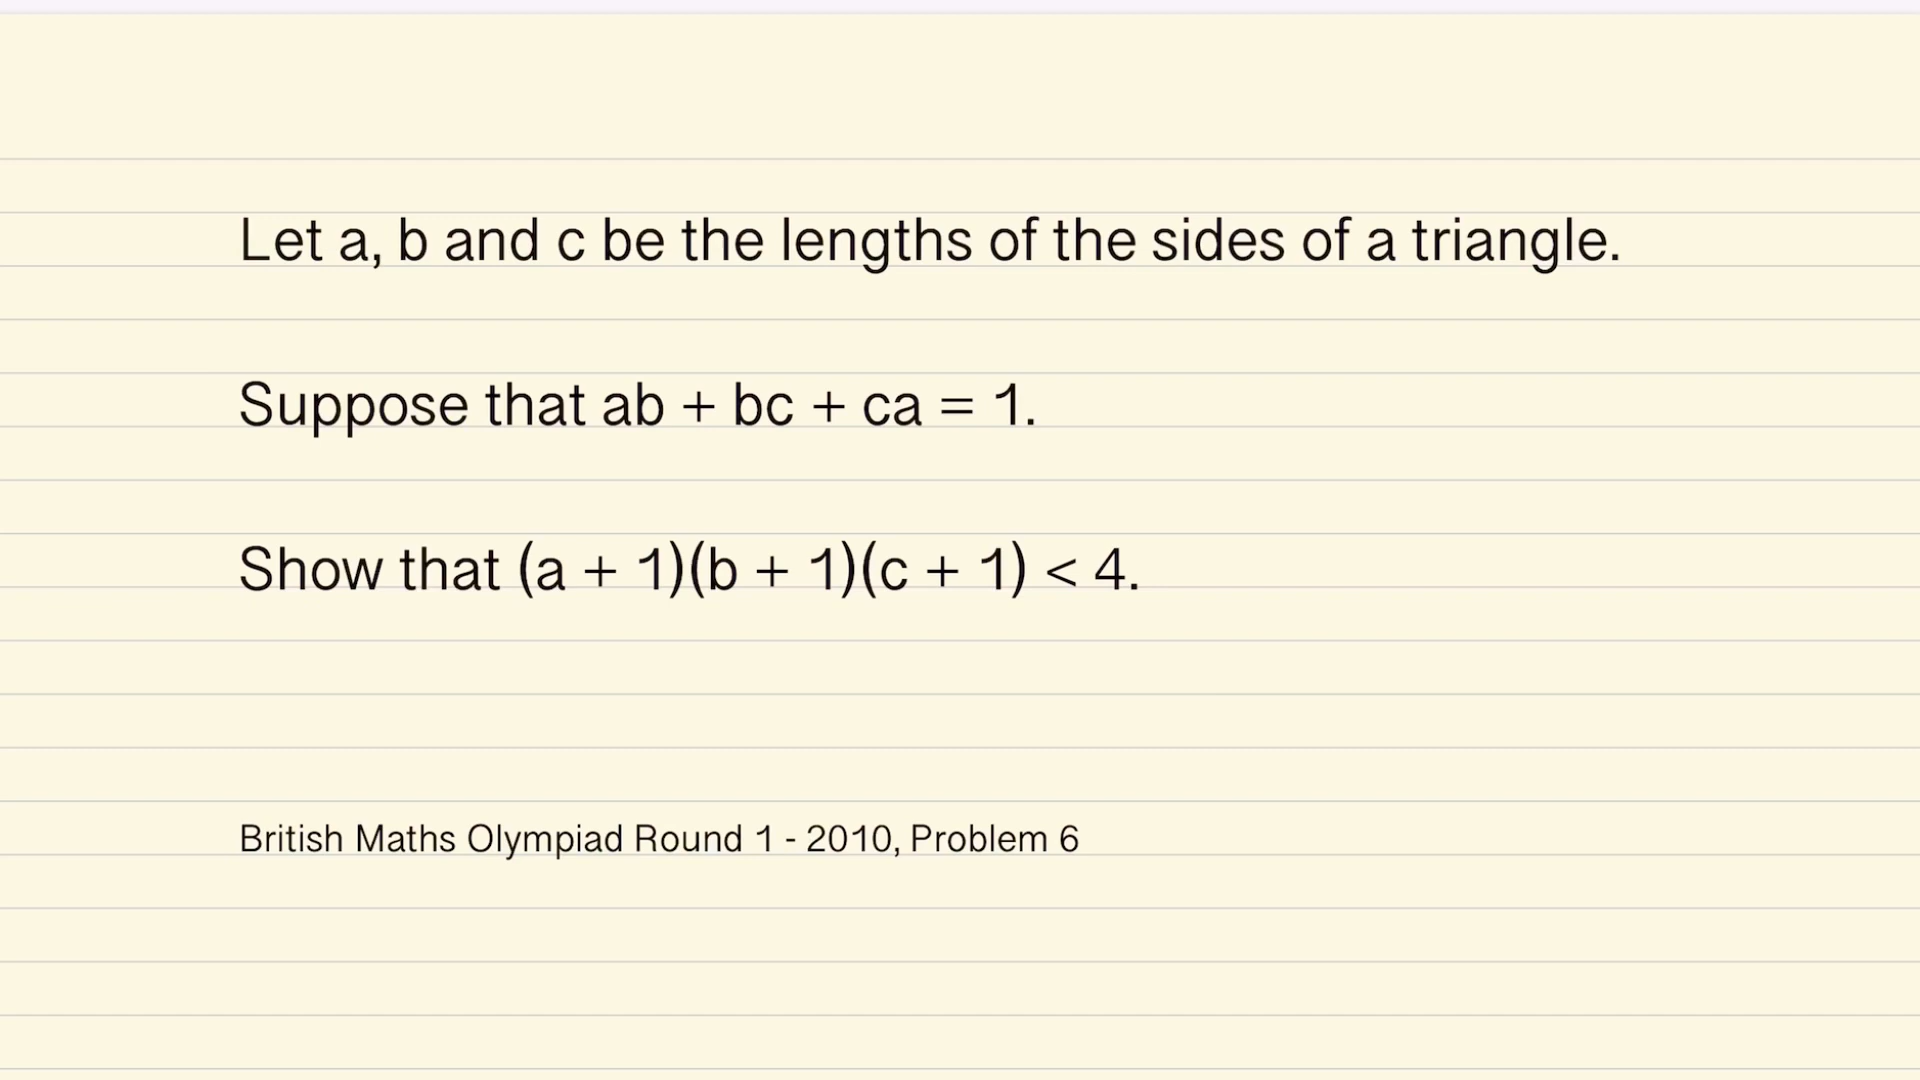 Let a, b and c be the lengths of the sides of a triangle.
Suppose that ab + bc + ca = 1.
Show that (a + 1)(b + 1)(c + 1) < 4.
British Maths Olympiad Round 1 - 2010, Problem 6